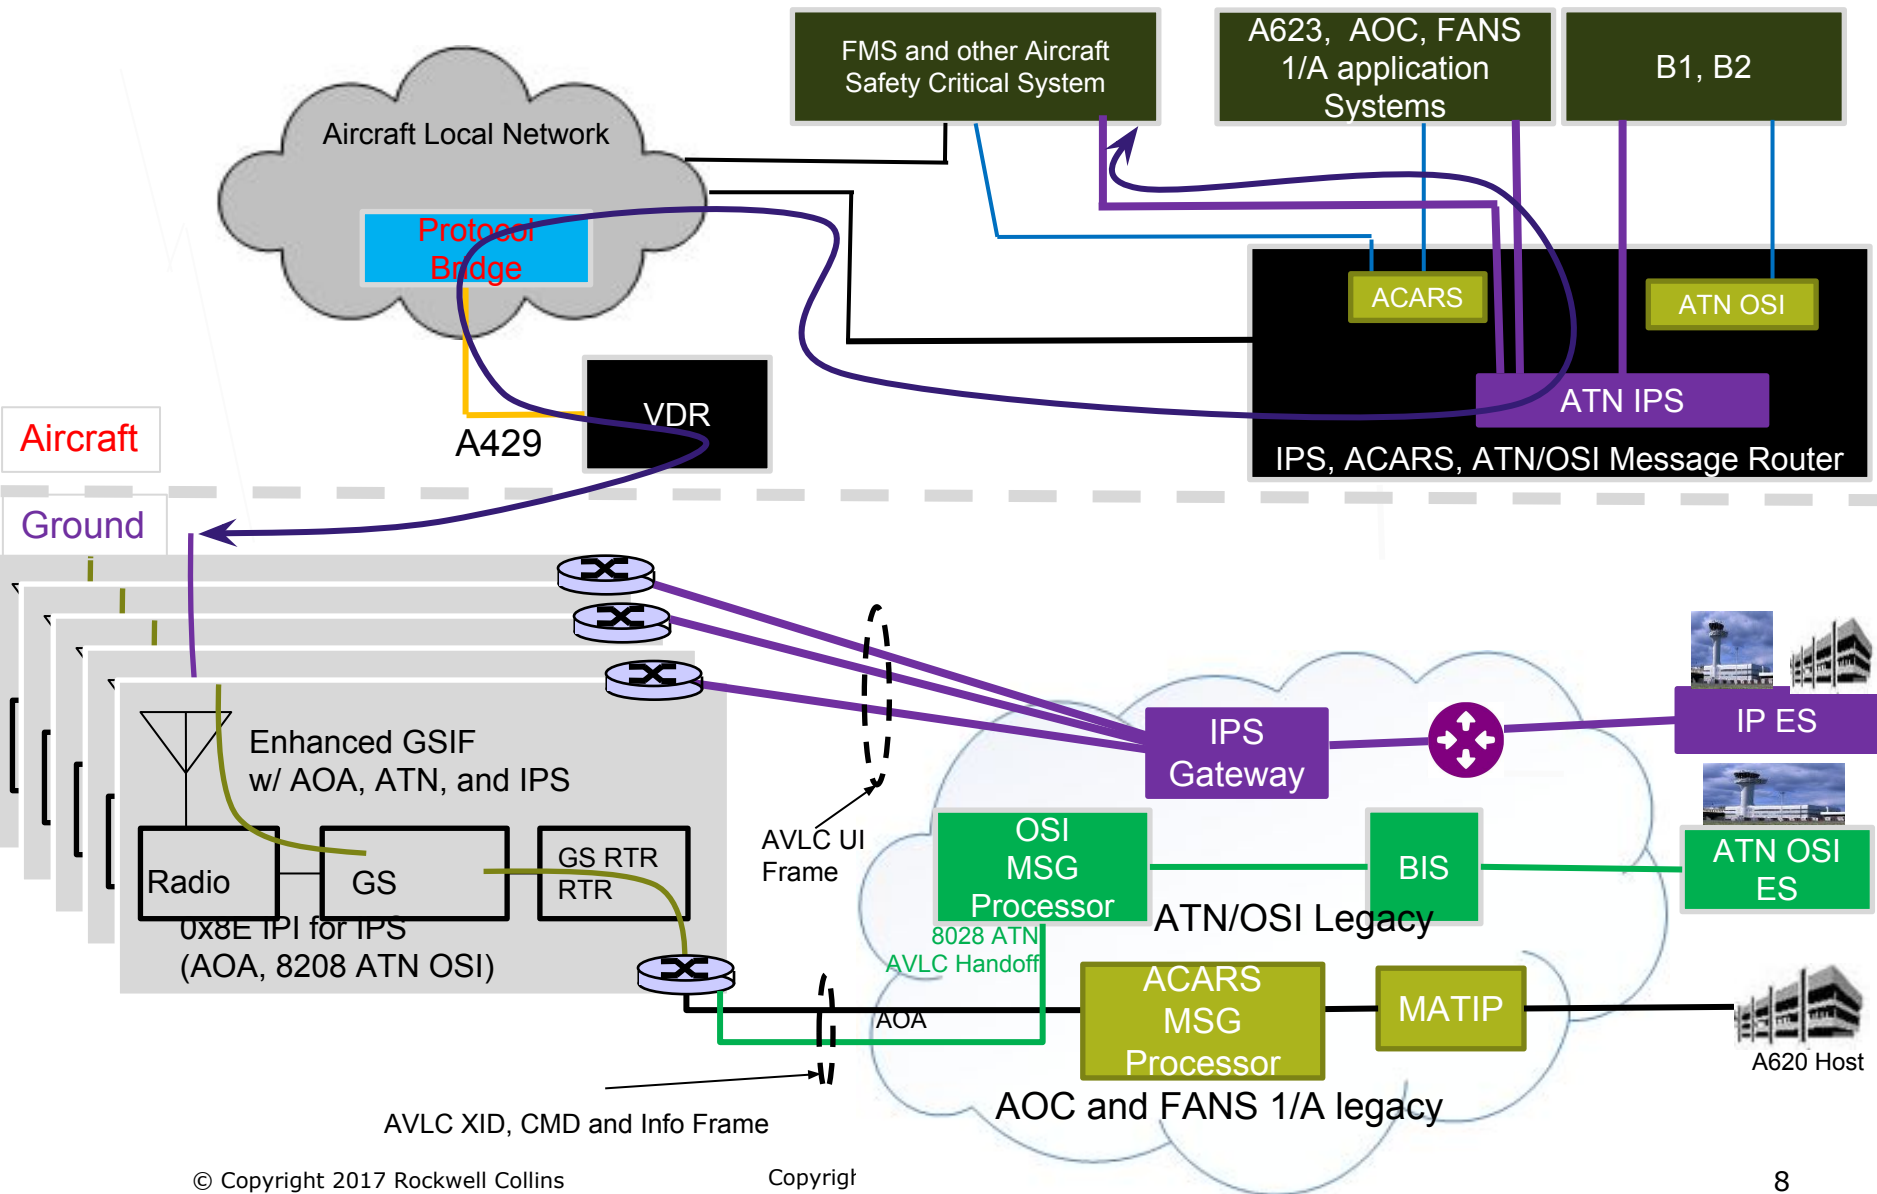 FMS and other Aircraft
Safety Critical System
A623, AOC, FANS
1/A application
Systems
B1, B2
Aircraft Local Network
Protocol
Bridge
ACARS
ATN OSI
ATN IPS
IPS, ACARS, ATN/OSI Message Router
VDR
A429
Aircraft
Ground
Enhanced GSIF
w/ AOA, ATN, and IPS
Radio
GS
GS RTR
RTR
0x8E IPI for IPS
(AOA, 8208 ATN OSI)
AVLC UI
Frame
IPS
Gateway
IP ES
OSI
MSG
Processor
BIS
ATN OSI
ES
ATN/OSI Legacy
8028 ATN
AVLC Handoff
ACARS
MSG
Processor
MATIP
AOA
A620 Host
AOC and FANS 1/A legacy
AVLC XID, CMD and Info Frame
© Copyright 2017 Rockwell Collins
8